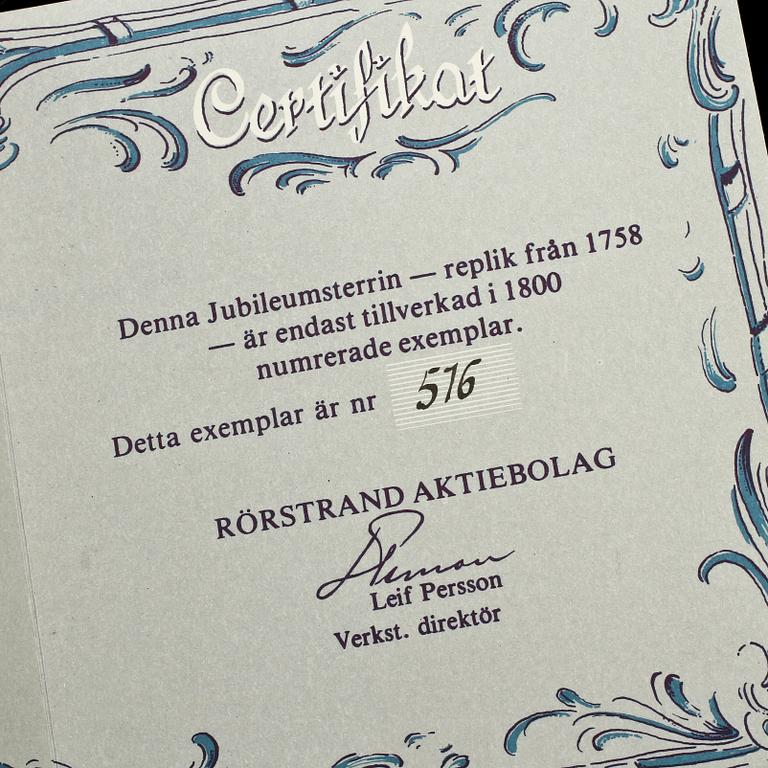 Certifikat
Denna Jubileumsterrin — replik från 1758
— är endast tillverkad i 1800
numrerade exemplar.
Detta exemplar är nr 576
RÖRSTRAND AKTIEBOLAG
Leif Persson
Verkst. direktör